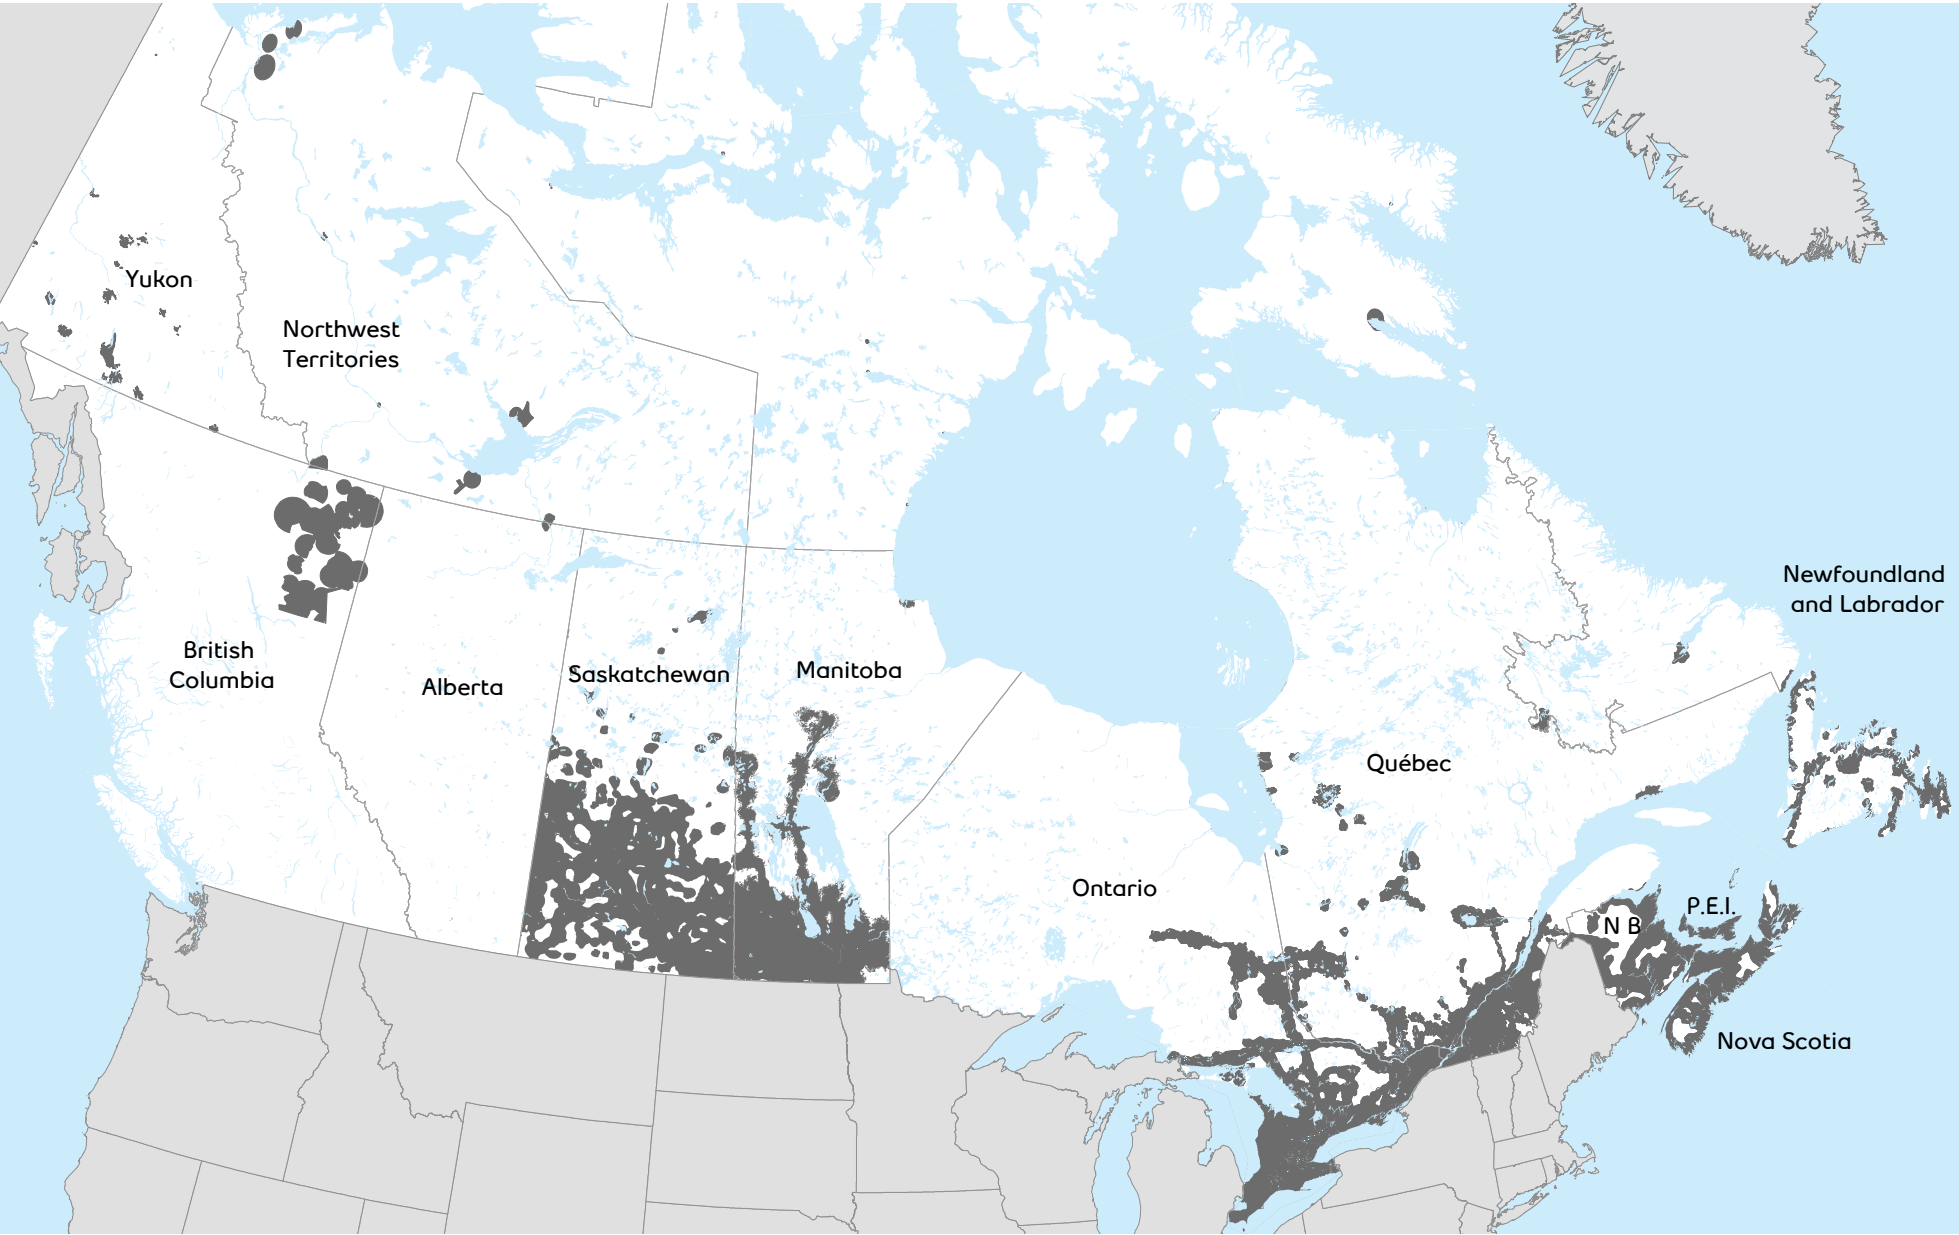 Yukon
Northwest
Territories
Newfoundland
and Labrador
British
Columbia
Alberta
Saskatchewan
Manitoba
Québec
Ontario
N B
P.E.I.
Nova Scotia